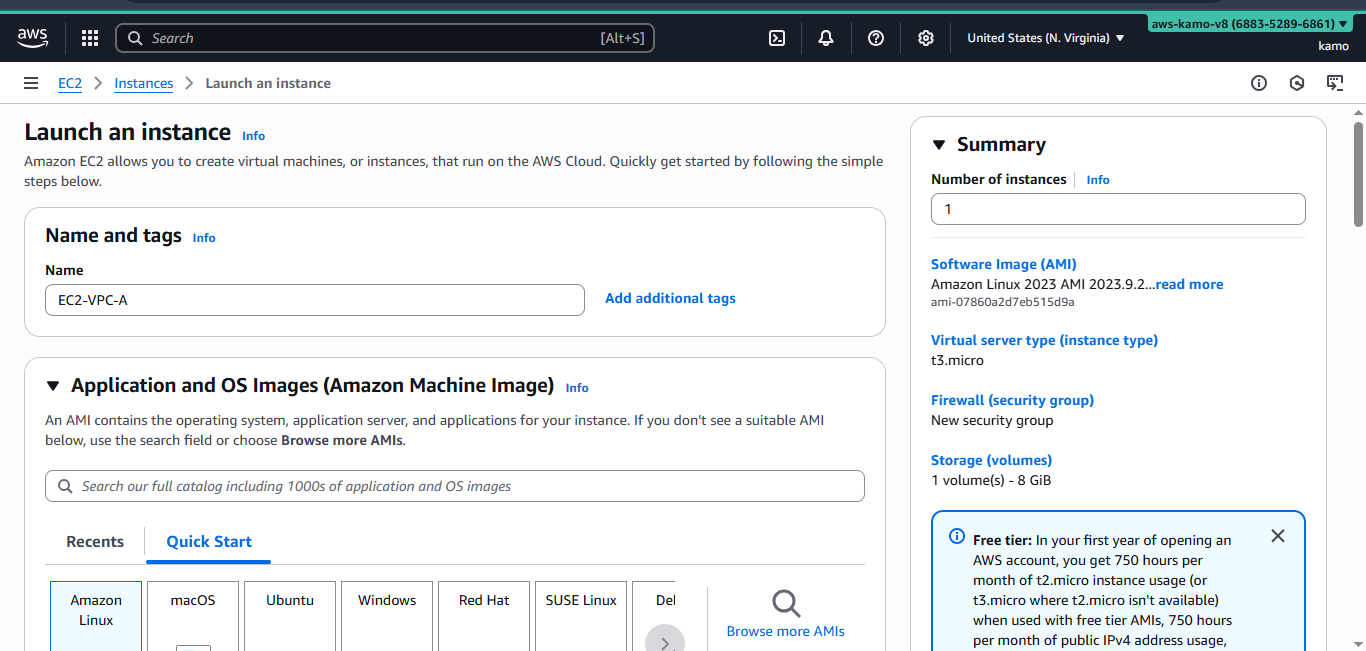 aws
Search
[Alt+S]
United States (N. Virginia)
aws-kamo-v8 (6883-5289-6861)
kamo
EC2
Instances
Launch an instance
Launch an instance Info
Amazon EC2 allows you to create virtual machines, or instances, that run on the AWS Cloud. Quickly get started by following the simple
steps below.
Name and tags Info
Name
EC2-VPC-A
Add additional tags
Application and OS Images (Amazon Machine Image) Info
An AMI contains the operating system, application server, and applications for your instance. If you don't see a suitable AMI
below, use the search field or choose Browse more AMIs.
Search our full catalog including 1000s of application and OS images
Recents
Quick Start
Amazon
Linux
macOS
Ubuntu
Windows
Red Hat
SUSE Linux
Browse more AMIs
Summary
Number of instances Info
1
Software Image (AMI)
Amazon Linux 2023 AMI 2023.9.2...read more
ami-07860a2d7eb515d9a
Virtual server type (instance type)
t3.micro
Firewall (security group)
New security group
Storage (volumes)
1 volume(s) - 8 GiB
Free tier: In your first year of opening an
AWS account, you get 750 hours per
month of t2.micro instance usage (or
t3.micro where t2.micro isn't available)
when used with free tier AMIs, 750 hours
per month of public IPv4 address usage,